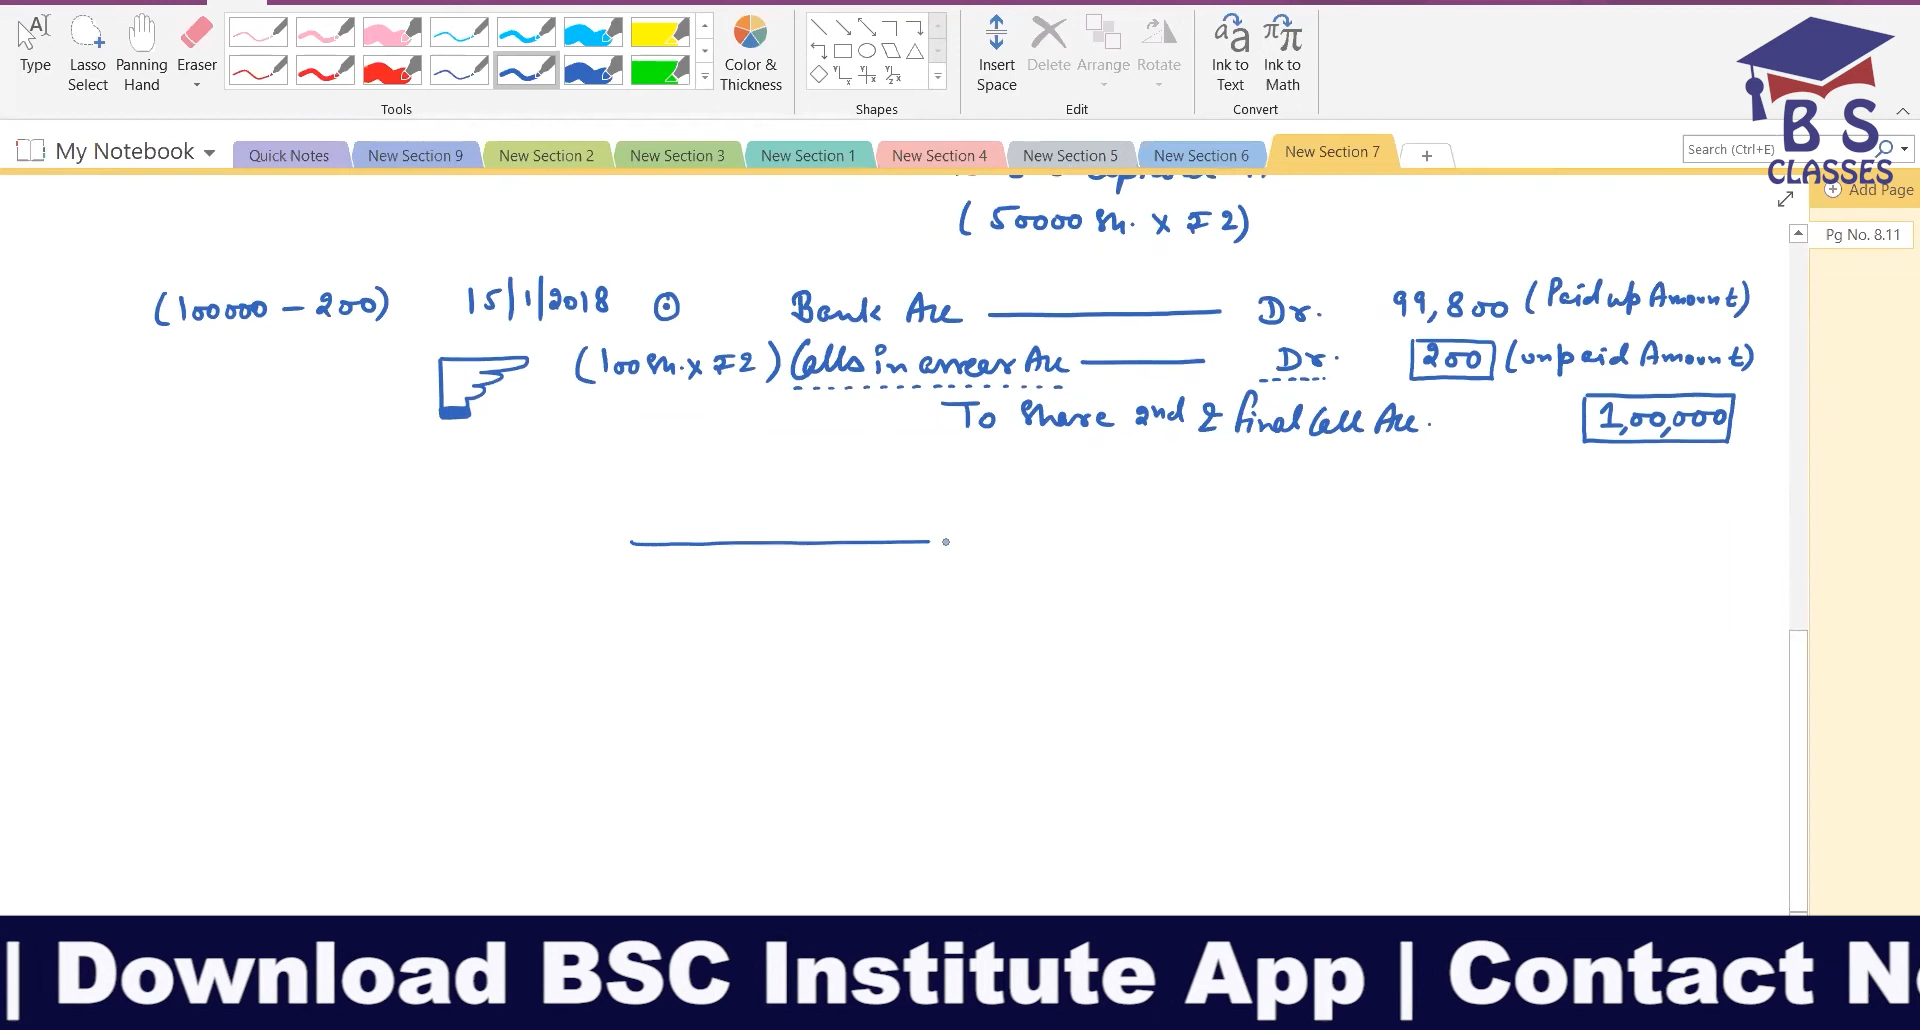 Type
Lasso Select
Panning Hand
Eraser
Color & Thickness
Insert Space
Delete
Arrange
Rotate
Ink to Text
Ink to Math
Tools
Shapes
Edit
Convert
B S
CLASSES
My Notebook
Quick Notes
New Section 9
New Section 2
New Section 3
New Section 1
New Section 4
New Section 5
New Section 6
New Section 7
+
Search (Ctrl+E)
Add Page
Pg No. 8.11
(50000 Sh. x ₹ 2)
(100000 - 200) 15/1/2018 Bank A/c Dr. 99,800 (Paid up Amount)
(100 Sh. x ₹ 2) Calls in arrear A/c Dr. 200 (unpaid Amount)
To Share 2nd & final Call A/c. 1,00,000
| Download BSC Institute App | Contact N